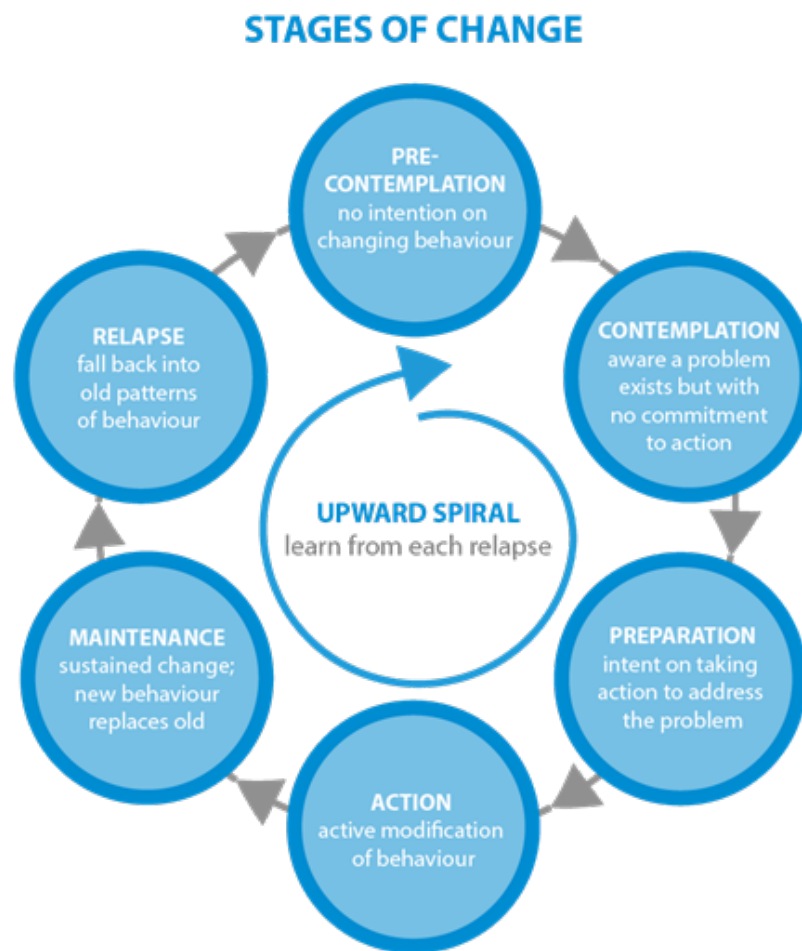 STAGES OF CHANGE
PRE-
CONTEMPLATION
no intention on
changing behaviour
CONTEMPLATION
aware a problem
exists but with
no commitment
to action
PREPARATION
intent on taking
action to address
the problem
ACTION
active modification
of behaviour
MAINTENANCE
sustained change;
new behaviour
replaces old
RELAPSE
fall back into
old patterns
of behaviour
UPWARD SPIRAL
learn from each relapse